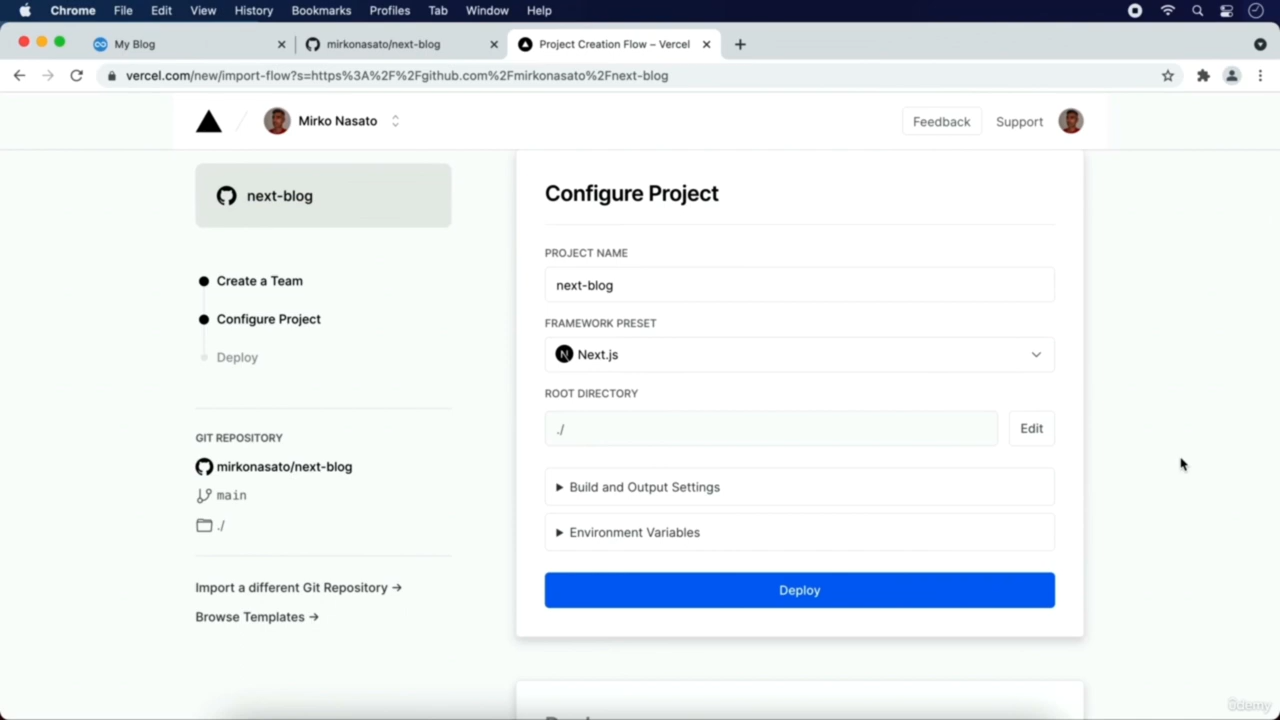 Chrome File Edit View History Bookmarks Profiles Tab Window Help
My Blog mirkonasato/next-blog Project Creation Flow – Vercel
vercel.com/new/import-flow?s=https%3A%2F%2Fgithub.com%2Fmirkonasato%2Fnext-blog
Mirko Nasato Feedback Support
next-blog
Create a Team
Configure Project
Deploy
GIT REPOSITORY
mirkonasato/next-blog
main
./
Import a different Git Repository →
Browse Templates →
Configure Project
PROJECT NAME
next-blog
FRAMEWORK PRESET
N Next.js
ROOT DIRECTORY
./ Edit
Build and Output Settings
Environment Variables
Deploy
ûdemy